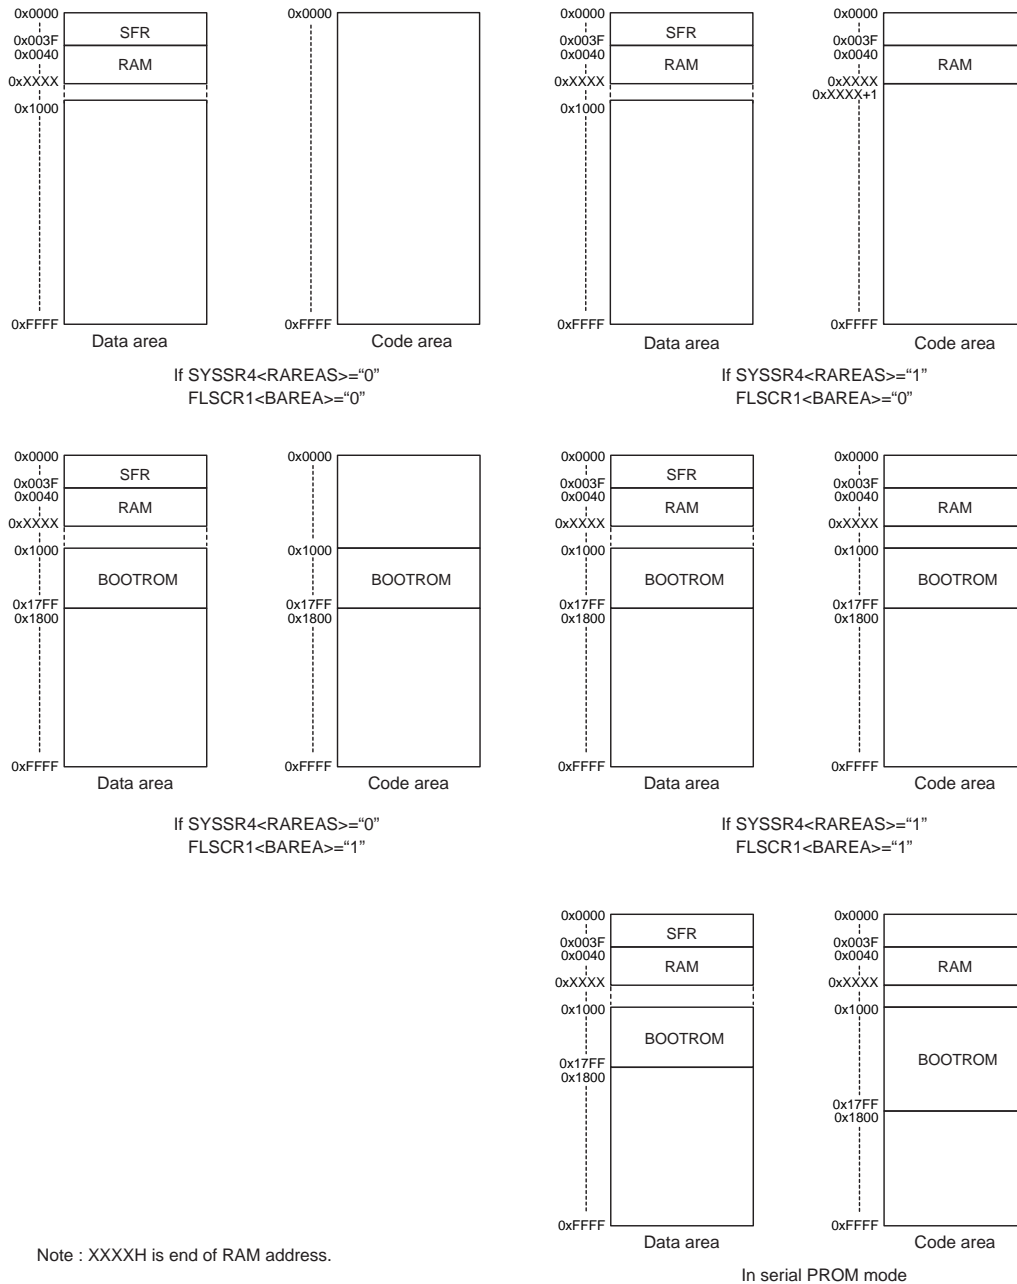 0x0000
SFR
0x003F
0x0040
RAM
0xXXXX
0x1000
0xFFFF
Data area
0x0000
0xFFFF
Code area
If SYSSR4<RAREAS>=“0”
FLSCR1<BAREA>=“0”
0x0000
SFR
0x003F
0x0040
RAM
0xXXXX
0x1000
0xFFFF
Data area
0x0000
0x003F
0x0040
RAM
0xXXXX
0xXXXX+1
0xFFFF
Code area
If SYSSR4<RAREAS>=“1”
FLSCR1<BAREA>=“0”
0x0000
SFR
0x003F
0x0040
RAM
0xXXXX
0x1000
BOOTROM
0x17FF
0x1800
0xFFFF
Data area
0x0000
0x1000
BOOTROM
0x17FF
0x1800
0xFFFF
Code area
If SYSSR4<RAREAS>=“0”
FLSCR1<BAREA>=“1”
0x0000
SFR
0x003F
0x0040
RAM
0xXXXX
0x1000
BOOTROM
0x17FF
0x1800
0xFFFF
Data area
0x0000
0x003F
0x0040
RAM
0xXXXX
0x1000
BOOTROM
0x17FF
0x1800
0xFFFF
Code area
If SYSSR4<RAREAS>=“1”
FLSCR1<BAREA>=“1”
0x0000
SFR
0x003F
0x0040
RAM
0xXXXX
0x1000
BOOTROM
0x17FF
0x1800
0xFFFF
Data area
0x0000
0x003F
0x0040
RAM
0xXXXX
0x1000
BOOTROM
0x17FF
0x1800
0xFFFF
Code area
In serial PROM mode
Note : XXXXH is end of RAM address.